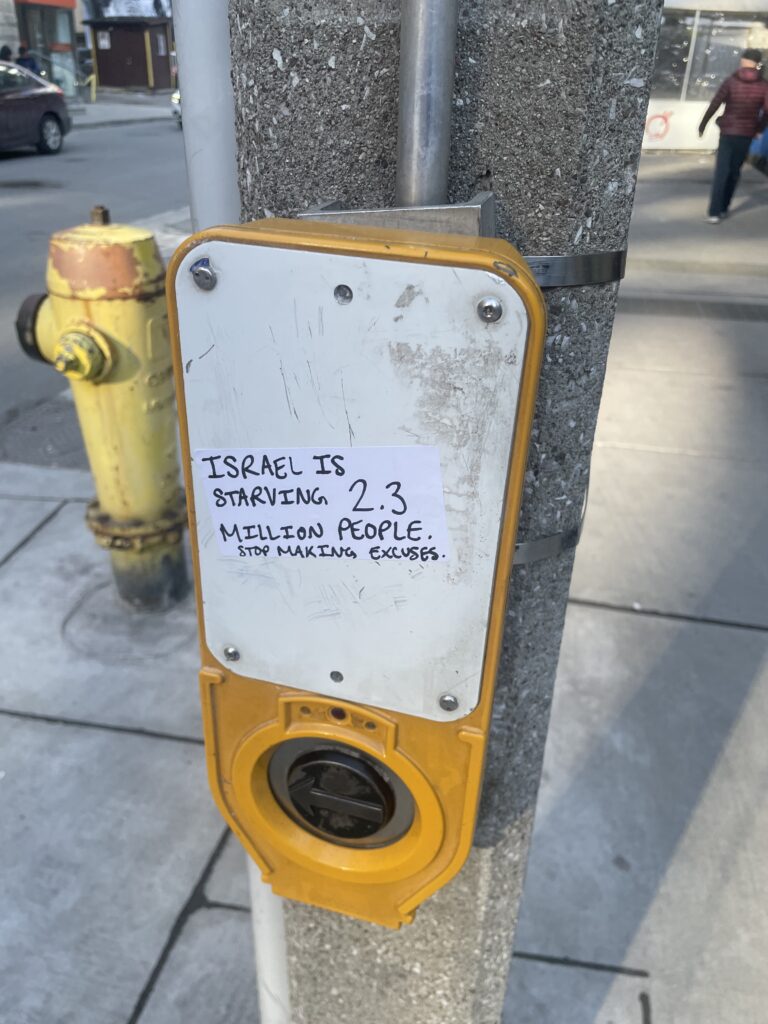 ISRAEL IS
STARVING 2.3
MILLION PEOPLE.
STOP MAKING EXCUSES.